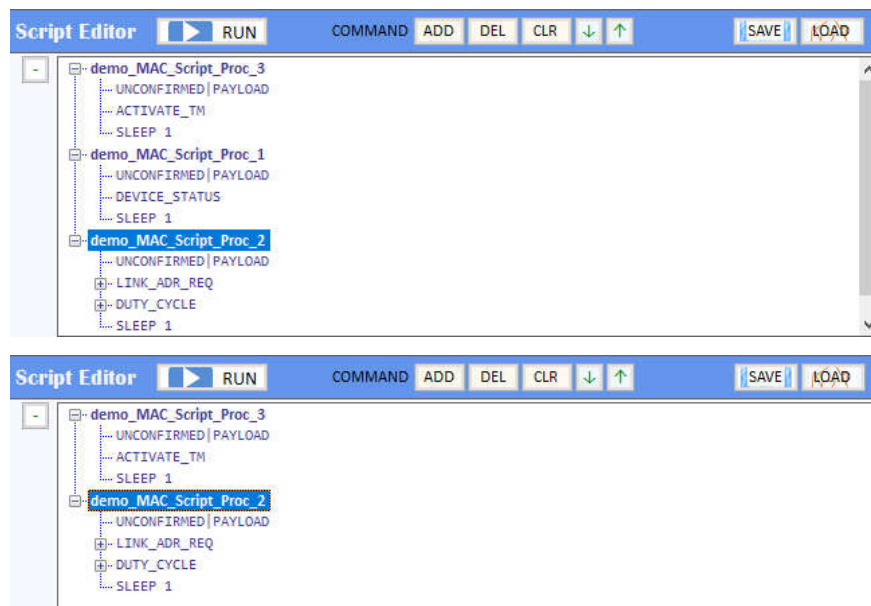 Script Editor RUN COMMAND ADD DEL CLR ↓ ↑ SAVE LOAD
- demo_MAC_Script_Proc_3
UNCONFIRMED|PAYLOAD
ACTIVATE_TM
SLEEP 1
demo_MAC_Script_Proc_1
UNCONFIRMED|PAYLOAD
DEVICE_STATUS
SLEEP 1
demo_MAC_Script_Proc_2
UNCONFIRMED|PAYLOAD
LINK_ADR_REQ
DUTY_CYCLE
SLEEP 1
Script Editor RUN COMMAND ADD DEL CLR ↓ ↑ SAVE LOAD
- demo_MAC_Script_Proc_3
UNCONFIRMED|PAYLOAD
ACTIVATE_TM
SLEEP 1
demo_MAC_Script_Proc_2
UNCONFIRMED|PAYLOAD
LINK_ADR_REQ
DUTY_CYCLE
SLEEP 1